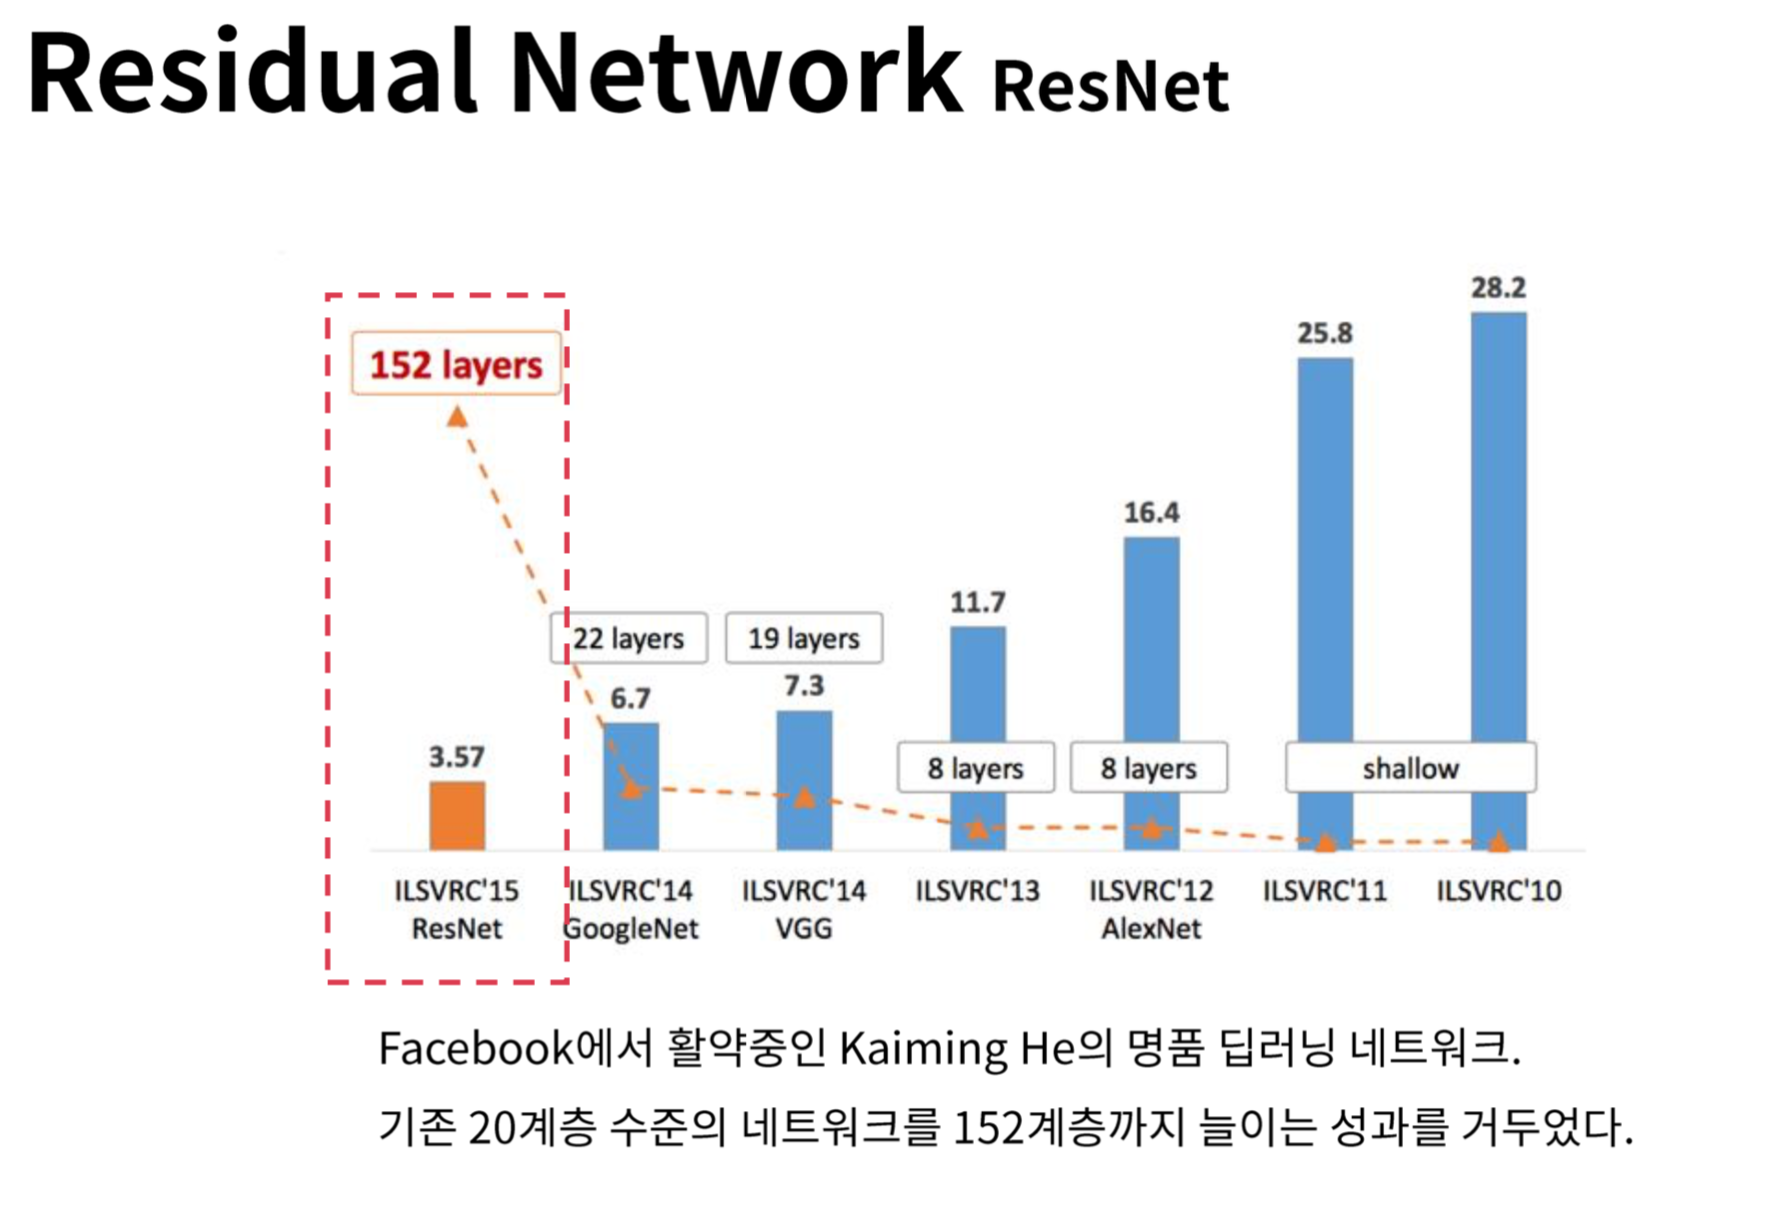 Residual Network ResNet
28.2
25.8
152 layers
16.4
11.7
22 layers
19 layers
7.3
6.7
3.57
8 layers
8 layers
shallow
ILSVRC'15
ResNet
ILSVRC'14
GoogleNet
ILSVRC'14
VGG
ILSVRC'13
ILSVRC'12
AlexNet
ILSVRC'11
ILSVRC'10
Facebook에서 활약중인 Kaiming He의 명품 딥러닝 네트워크.
기존 20계층 수준의 네트워크를 152계층까지 늘이는 성과를 거두었다.